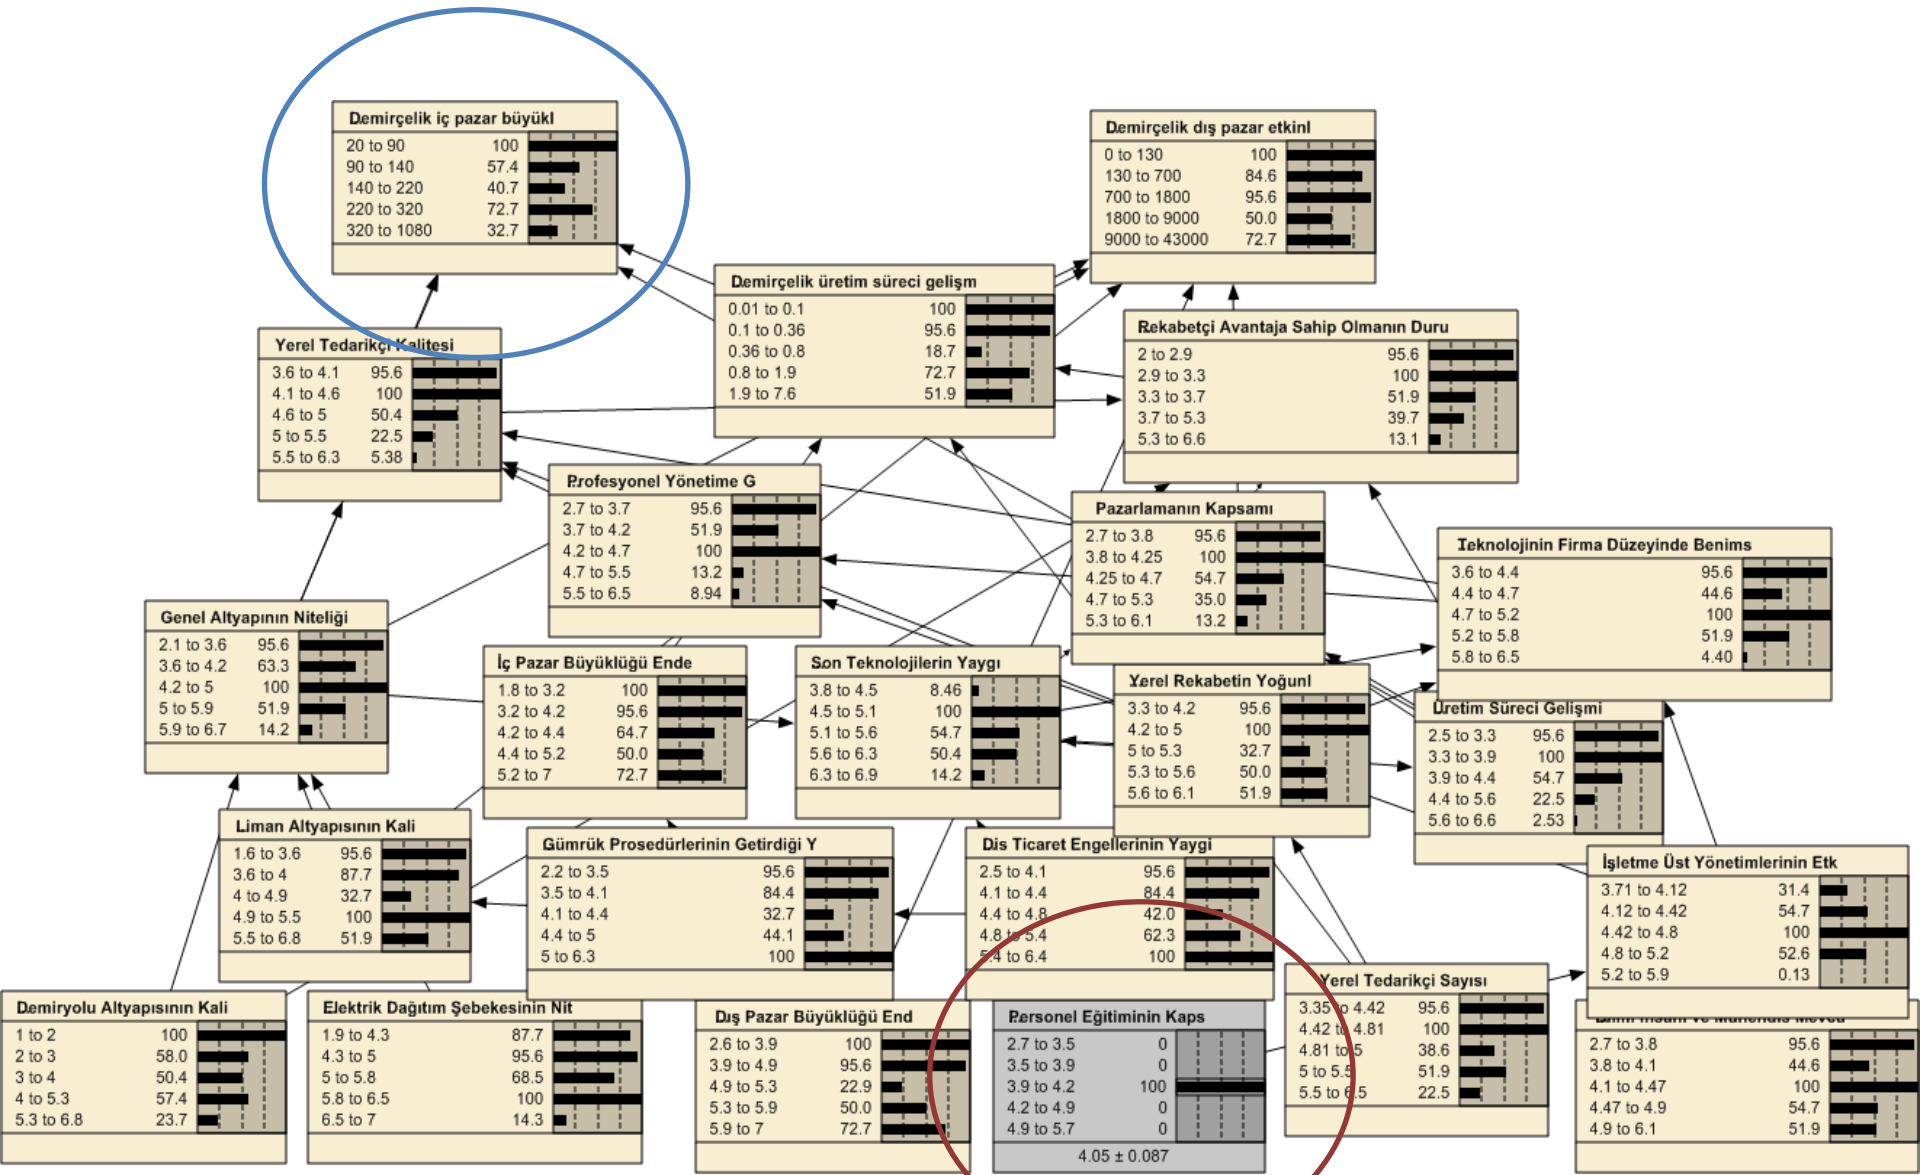 Demirçelik iç pazar büyükl
20 to 90 100
90 to 140 57.4
140 to 220 40.7
220 to 320 72.7
320 to 1080 32.7
Demirçelik dış pazar etkinl
0 to 130 100
130 to 700 84.6
700 to 1800 95.6
1800 to 9000 50.0
9000 to 43000 72.7
Demirçelik üretim süreci gelişm
0.01 to 0.1 100
0.1 to 0.36 95.6
0.36 to 0.8 18.7
0.8 to 1.9 72.7
1.9 to 7.6 51.9
Yerel Tedarikçi Kalitesi
3.6 to 4.1 95.6
4.1 to 4.6 100
4.6 to 5 50.4
5 to 5.5 22.5
5.5 to 6.3 5.38
Rekabetçi Avantaja Sahip Olmanın Duru
2 to 2.9 95.6
2.9 to 3.3 100
3.3 to 3.7 51.9
3.7 to 5.3 39.7
5.3 to 6.6 13.1
Profesyonel Yönetime G
2.7 to 3.7 95.6
3.7 to 4.2 51.9
4.2 to 4.7 100
4.7 to 5.5 13.2
5.5 to 6.5 8.94
Pazarlamanın Kapsamı
2.7 to 3.8 95.6
3.8 to 4.25 100
4.25 to 4.7 54.7
4.7 to 5.3 35.0
5.3 to 6.1 13.2
Teknolojinin Firma Düzeyinde Benims
3.6 to 4.4 95.6
4.4 to 4.7 44.6
4.7 to 5.2 100
5.2 to 5.8 51.9
5.8 to 6.5 4.40
Genel Altyapının Niteliği
2.1 to 3.6 95.6
3.6 to 4.2 63.3
4.2 to 5 100
5 to 5.9 51.9
5.9 to 6.7 14.2
İç Pazar Büyüklüğü Ende
1.8 to 3.2 100
3.2 to 4.2 95.6
4.2 to 4.4 64.7
4.4 to 5.2 50.0
5.2 to 7 72.7
Son Teknolojilerin Yaygı
3.8 to 4.5 8.46
4.5 to 5.1 100
5.1 to 5.6 54.7
5.6 to 6.3 50.4
6.3 to 6.9 14.2
Yerel Rekabetin Yoğunl
3.3 to 4.2 95.6
4.2 to 5 100
5 to 5.3 32.7
5.3 to 5.6 50.0
5.6 to 6.1 51.9
Üretim Süreci Gelişmi
2.5 to 3.3 95.6
3.3 to 3.9 100
3.9 to 4.4 54.7
4.4 to 5.6 22.5
5.6 to 6.6 2.53
Liman Altyapısının Kali
1.6 to 3.6 95.6
3.6 to 4 87.7
4 to 4.9 32.7
4.9 to 5.5 100
5.5 to 6.8 51.9
Gümrük Prosedürlerinin Getirdiği Y
2.2 to 3.5 95.6
3.5 to 4.1 84.4
4.1 to 4.4 32.7
4.4 to 5 44.1
5 to 6.3 100
Dis Ticaret Engellerinin Yaygi
2.5 to 4.1 95.6
4.1 to 4.4 84.4
4.4 to 4.8 42.0
4.8 to 5.4 62.3
5.4 to 6.4 100
İşletme Üst Yönetimlerinin Etk
3.71 to 4.12 31.4
4.12 to 4.42 54.7
4.42 to 4.8 100
4.8 to 5.2 52.6
5.2 to 5.9 0.13
Demiryolu Altyapısının Kali
1 to 2 100
2 to 3 58.0
3 to 4 50.4
4 to 5.3 57.4
5.3 to 6.8 23.7
Elektrik Dağıtım Şebekesinin Nit
1.9 to 4.3 87.7
4.3 to 5 95.6
5 to 5.8 68.5
5.8 to 6.5 100
6.5 to 7 14.3
Dış Pazar Büyüklüğü End
2.6 to 3.9 100
3.9 to 4.9 95.6
4.9 to 5.3 22.9
5.3 to 5.9 50.0
5.9 to 7 72.7
Personel Eğitiminin Kaps
2.7 to 3.5 0
3.5 to 3.9 0
3.9 to 4.2 100
4.2 to 4.9 0
4.9 to 5.7 0
4.05 ± 0.087
Yerel Tedarikçi Sayısı
3.35 to 4.42 95.6
4.42 to 4.81 100
4.81 to 5 38.6
5 to 5.5 51.9
5.5 to 6.5 22.5
2.7 to 3.8 95.6
3.8 to 4.1 44.6
4.1 to 4.47 100
4.47 to 4.9 54.7
4.9 to 6.1 51.9